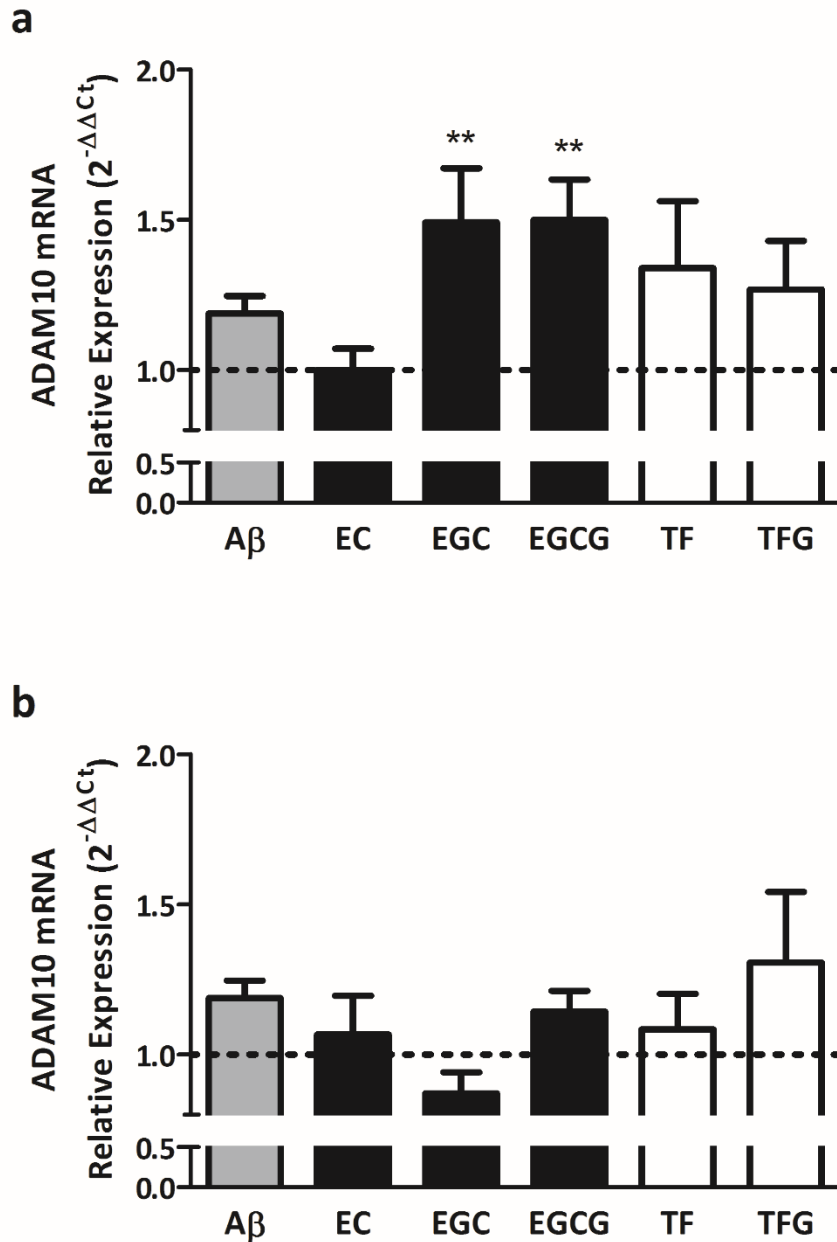 a
ADAM10 mRNA
Relative Expression (2^-ΔΔCt)
2.0
1.5
1.0
0.5
0.0
** **
Aβ EC EGC EGCG TF TFG
b
ADAM10 mRNA
Relative Expression (2^-ΔΔCt)
2.0
1.5
1.0
0.5
0.0
Aβ EC EGC EGCG TF TFG